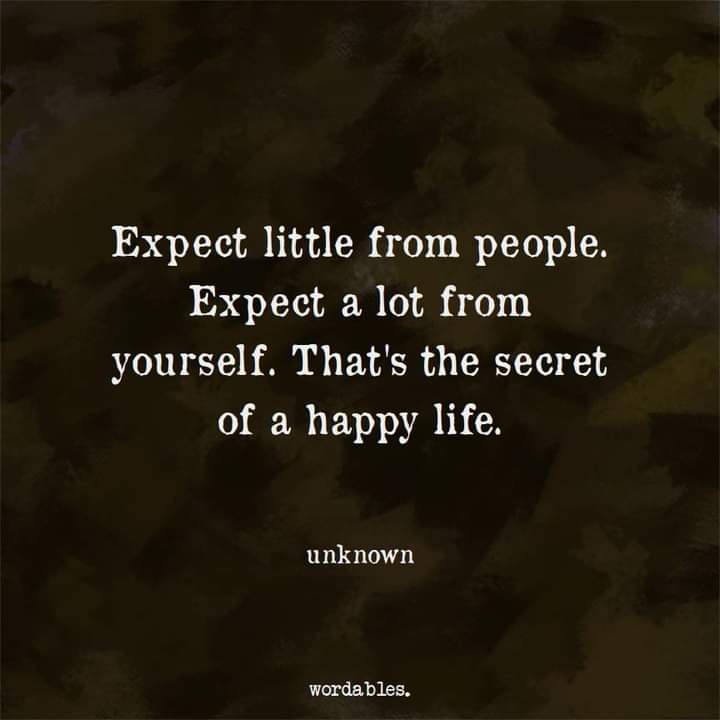 Expect little from people.
Expect a lot from
yourself. That's the secret
of a happy life.
unknown
wordables.